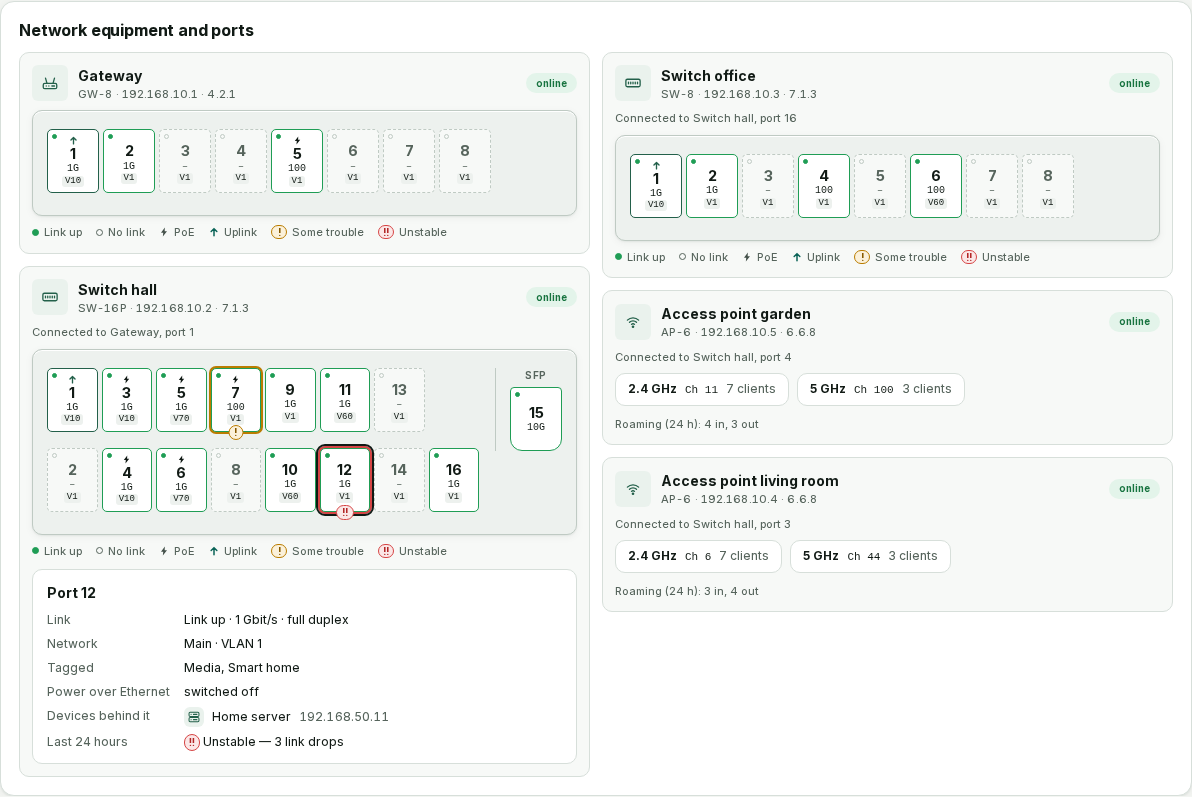 Network equipment and ports
Gateway
GW-8 · 192.168.10.1 · 4.2.1
online
1 2 3 4 5 6 7 8
1G 1G – – 100 – – –
V10 V1 V1 V1 V1 V1 V1 V1
Link up No link PoE Uplink ! Some trouble !! Unstable
Switch hall
SW-16P · 192.168.10.2 · 7.1.3
online
Connected to Gateway, port 1
SFP
1 3 5 7 9 11 13
1G 1G 1G 100 1G 1G –
V10 V10 V70 V1 V1 V60 V1
!
15
10G
2 4 6 8 10 12 14 16
– 1G 1G – 1G 1G – 1G
V1 V10 V70 V1 V60 V1 V1 V1
!!
Link up No link PoE Uplink ! Some trouble !! Unstable
Port 12
Link Link up · 1 Gbit/s · full duplex
Network Main · VLAN 1
Tagged Media, Smart home
Power over Ethernet switched off
Devices behind it Home server 192.168.50.11
Last 24 hours !! Unstable — 3 link drops
Switch office
SW-8 · 192.168.10.3 · 7.1.3
online
Connected to Switch hall, port 16
1 2 3 4 5 6 7 8
1G 1G – 100 – 100 – –
V10 V1 V1 V1 V1 V60 V1 V1
Link up No link PoE Uplink ! Some trouble !! Unstable
Access point garden
AP-6 · 192.168.10.5 · 6.6.8
online
Connected to Switch hall, port 4
2.4 GHz Ch 11 7 clients 5 GHz Ch 100 3 clients
Roaming (24 h): 4 in, 3 out
Access point living room
AP-6 · 192.168.10.4 · 6.6.8
online
Connected to Switch hall, port 3
2.4 GHz Ch 6 7 clients 5 GHz Ch 44 3 clients
Roaming (24 h): 3 in, 4 out